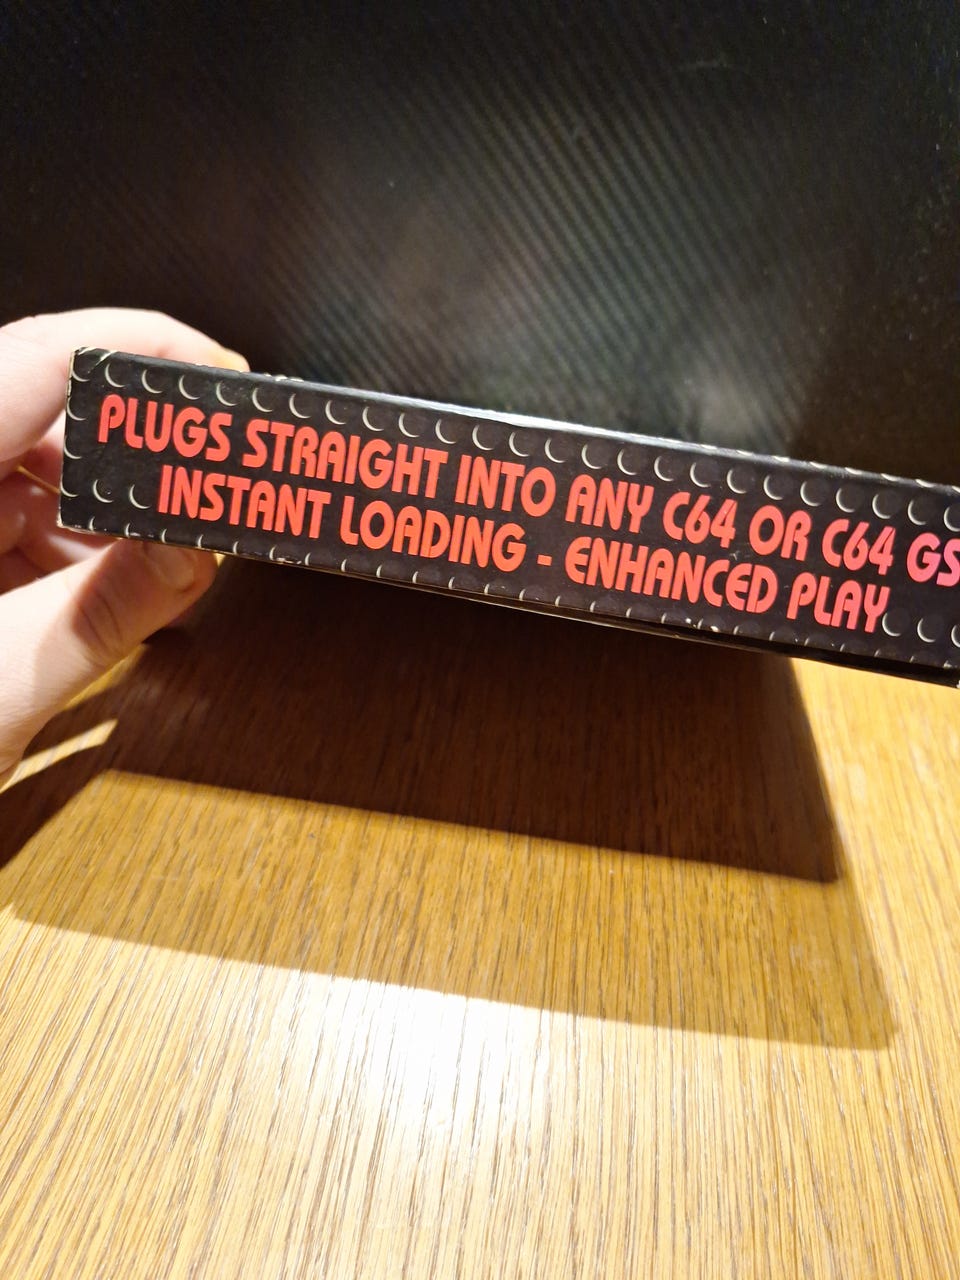 PLUGS STRAIGHT INTO ANY C64 OR C64 GS
INSTANT LOADING - ENHANCED PLAY